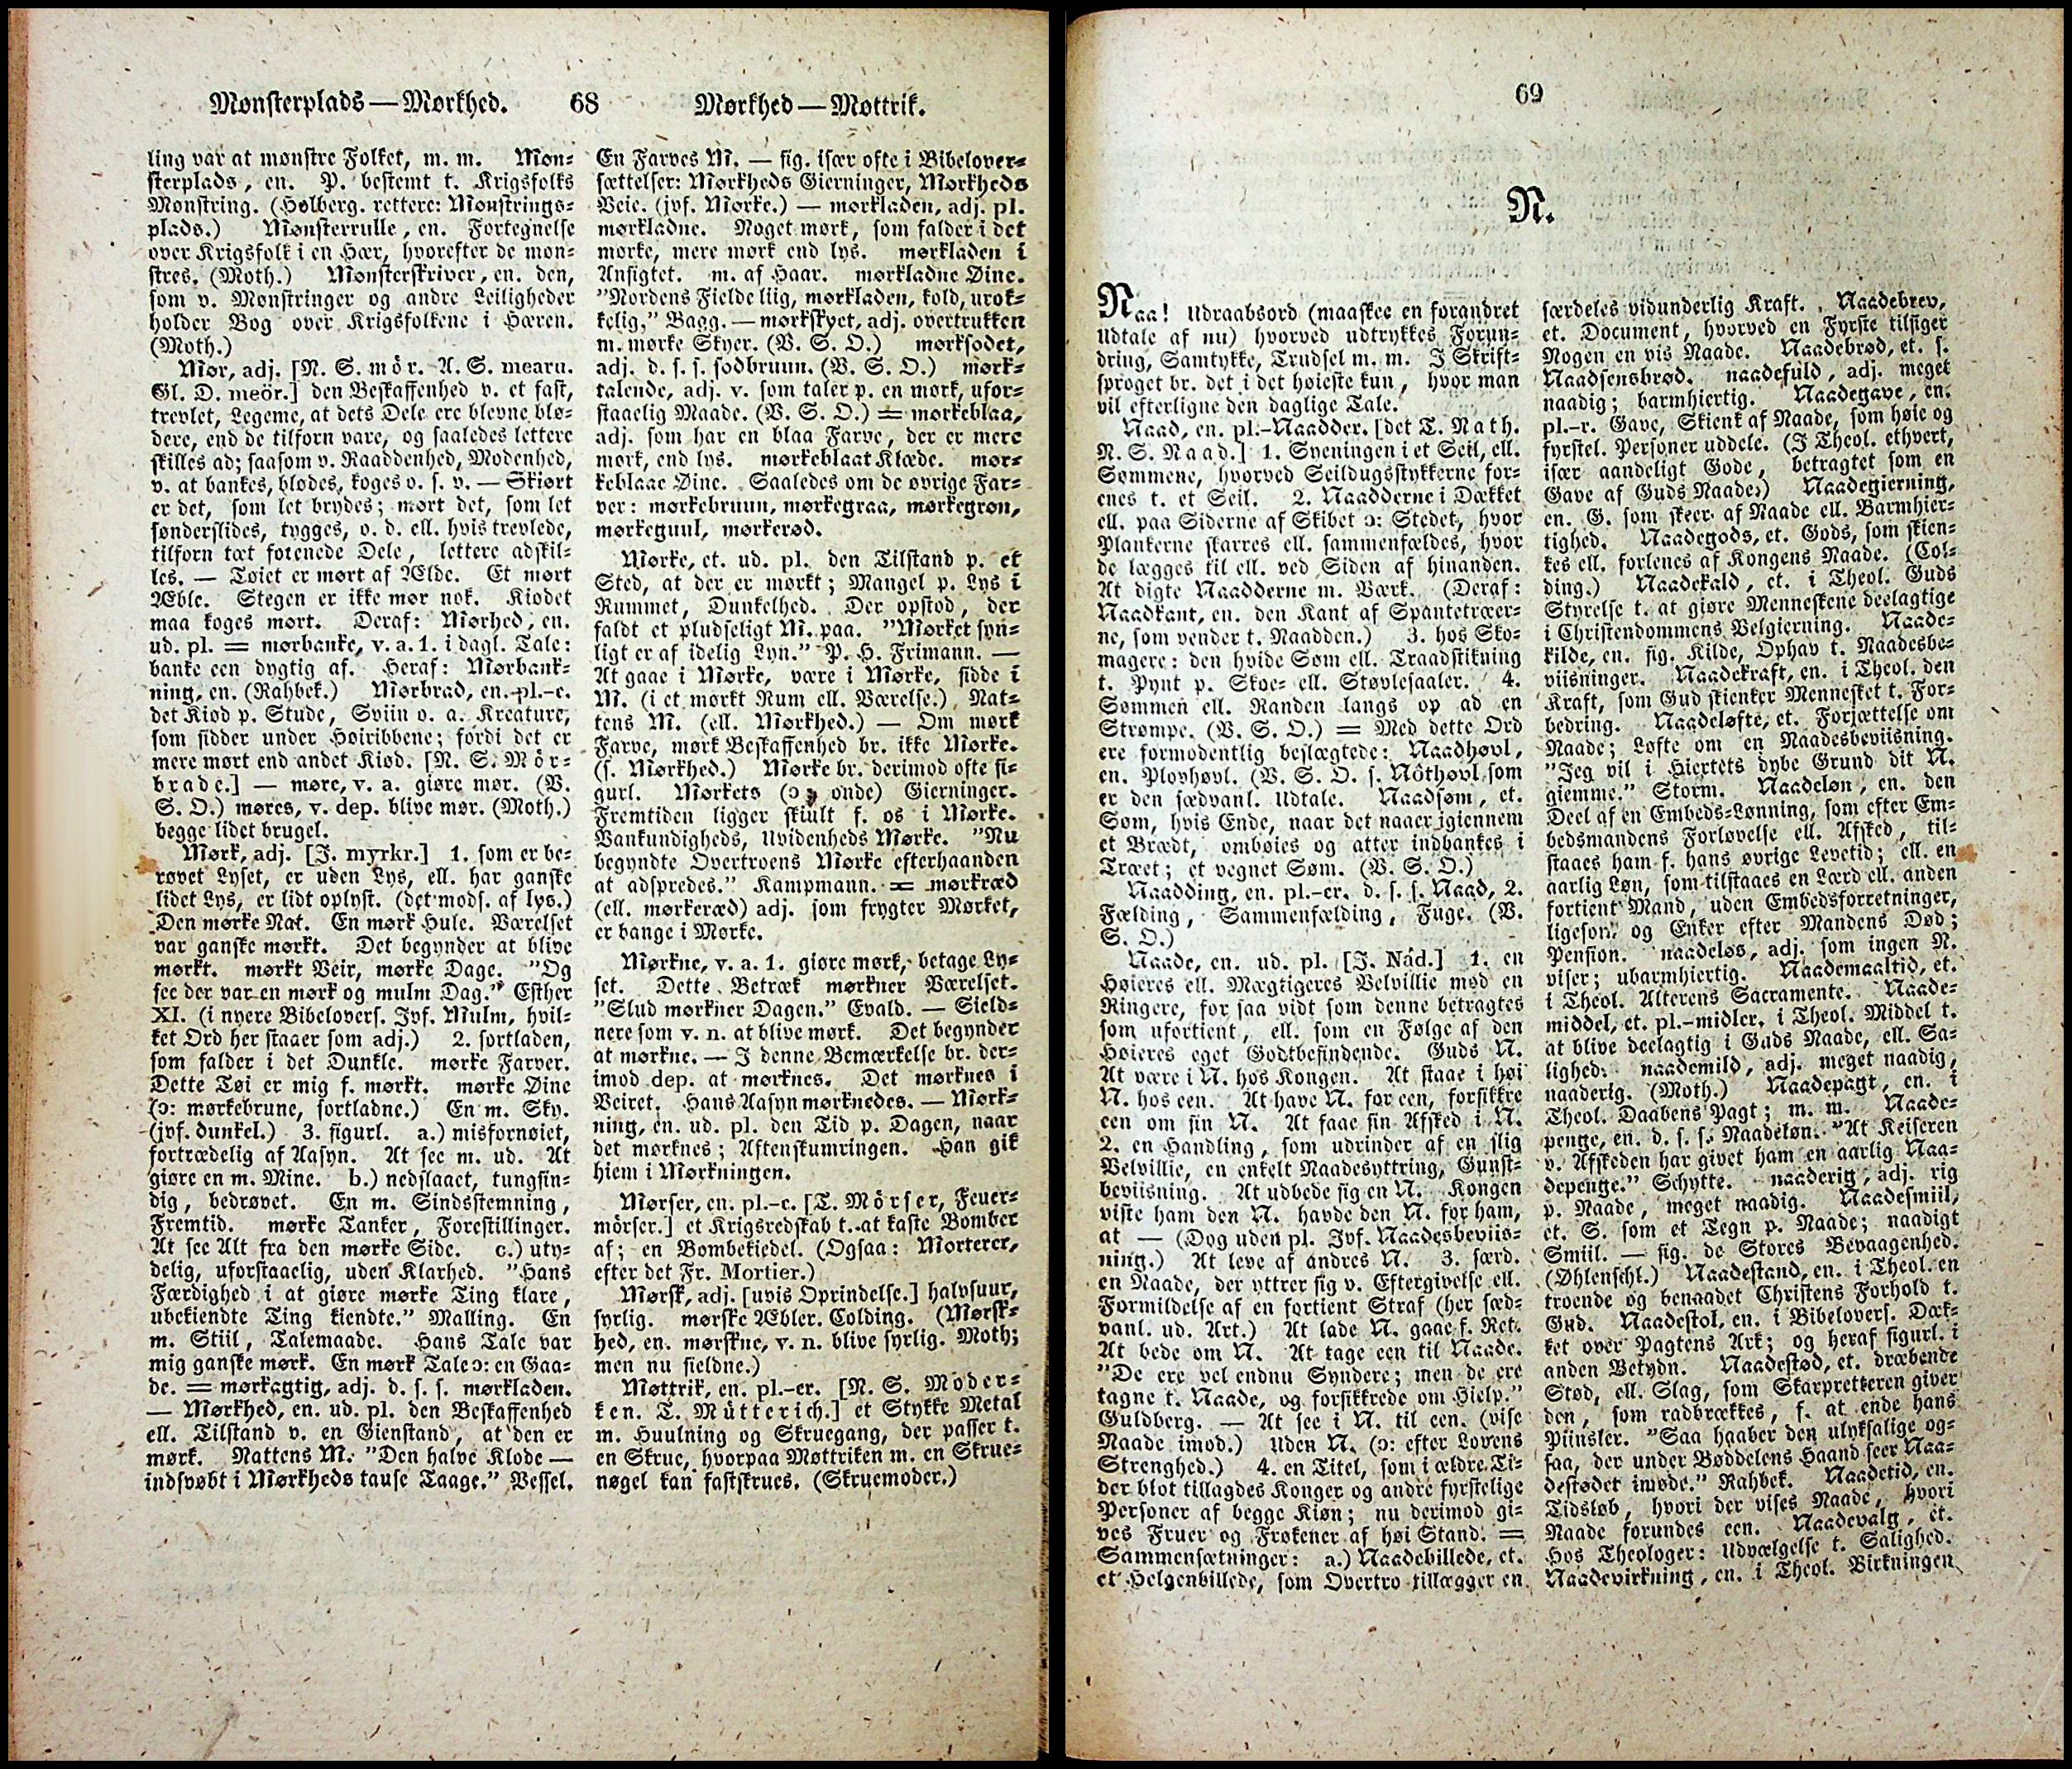 Mønsterplads — Mørkhed. 68 Mørkhed — Møttrik.
ling var at mønstre Folket, m. m. Møn-
sterplads, en. P. bestemt t. Krigsfolks
Mønstring. (Holberg. rettere: Mønstrings-
plads.) Mønsterrulle, en. Fortegnelse
over Krigsfolk i en Hær, hvorefter de møn-
stres. (Moth.) Mønsterskriver, en. den,
som v. Mønstringer og andre Leiligheder
holder Bog over Krigsfolkene i Hæren.
(Moth.)
Mør, adj. [N. S. mör. A. S. mearu.
Gl. D. meör.] den Beskaffenhed v. et fast,
trevlet, Legeme, at dets Dele ere blevne blø-
dere, end de tilforn vare, og saaledes lettere
skilles ad; saasom v. Raaddenhed, Modenhed,
v. at bankes, blødes, koges o. s. v. — Skiørt
er det, som let brydes; mørt det, som let
sønderslides, tygges, o. d. ell. hvis trevlede,
tilforn tæt forenede Dele, lettere adskil-
les. — Tøiet er mørt af Ælde. Et mørt
Æble. Stegen er ikke mør nok. Kiødet
maa koges mørt. Deraf: Mørhed, en.
ud. pl. = mørbanke, v. a. 1. i dagl. Tale:
banke een dygtig af. Heraf: Mørbank-
ning, en. (Rahbek.) Mørbrad, en. pl.-e.
det Kiød p. Stude, Sviin o. a. Kreature,
som sidder under Høiribbene; fordi det er
mere mørt end andet Kiød. [N. S. Mör-
brade.] — møre, v. a. giøre mør. (V.
S. O.) møres, v. dep. blive mør. (Moth.)
begge lidet brugel.
Mørk, adj. [J. myrkr.] 1. som er be-
røvet Lyset, er uden Lys, ell. har ganske
lidet Lys, er lidt oplyst. (det mods. af lys.)
Den mørke Nat. En mørk Hule. Værelset
var ganske mørkt. Det begynder at blive
mørkt. mørkt Veir, mørke Dage. "Og
see der var en mørk og mulm Dag." Esther
XI. (i nyere Bibelovers. Jvf. Mulm, hvil-
ket Ord her staaer som adj.) 2. sortladen,
som falder i det Dunkle. mørke Farver.
Dette Tøi er mig f. mørkt. mørke Øine
(ɔ: mørkebrune, sortladne.) En m. Sky.
(jvf. dunkel.) 3. figurl. a.) misfornøiet,
fortrædelig af Aasyn. At see m. ud. At
giøre en m. Mine. b.) nedslaaet, tungsin-
dig, bedrøvet. En m. Sindsstemning,
Fremtid. mørke Tanker, Forestillinger.
At see Alt fra den mørke Side. c.) uty-
delig, uforstaaelig, uden Klarhed. "Hans
Færdighed i at giøre mørke Ting klare,
ubekiendte Ting kiendte." Malling. En
m. Stiil, Talemaade. Hans Tale var
mig ganske mørk. En mørk Tale ɔ: en Gaa-
de. = mørkagtig, adj. d. s. s. mørkladen.
— Mørkhed, en. ud. pl. den Beskaffenhed
ell. Tilstand v. en Gienstand, at den er
mørk. Nattens M. "Den halve Klode —
indsvøbt i Mørkheds tause Taage." Vessel.
En Farves M. — fig. især ofte i Bibelover-
sættelser: Mørkheds Gierninger, Mørkheds
Veie. (jvf. Mørke.) — mørkladen, adj. pl.
mørkladne. Noget mørk, som falder i det
mørke, mere mørk end lys. mørkladen i
Ansigtet. m. af Haar. mørkladne Øine.
"Nordens Fielde liig, mørkladen, kold, urok-
kelig," Bagg. — mørkskyet, adj. overtrukken
m. mørke Skyer. (V. S. O.) mørksodet,
adj. d. s. s. sodbruun. (V. S. O.) mørk-
talende, adj. v. som taler p. en mørk, ufor-
staaelig Maade. (V. S. O.) = mørkeblaa,
adj. som har en blaa Farve, der er mere
mørk, end lys. mørkeblaat Klæde. mør-
keblaae Øine. Saaledes om de øvrige Far-
ver: mørkebruun, mørkegraa, mørkegrøn,
mørkeguul, mørkerød.
Mørke, et. ud. pl. den Tilstand p. et
Sted, at der er mørkt; Mangel p. Lys i
Rummet, Dunkelhed. Der opstod, der
faldt et pludseligt M. paa. "Mørket syn-
ligt er af idelig Lyn." P. H. Frimann. —
At gaae i Mørke, være i Mørke, sidde i
M. (i et mørkt Rum ell. Værelse.) Nat-
tens M. (ell. Mørkhed.) — Om mørk
Farve, mørk Beskaffenhed br. ikke Mørke.
(s. Mørkhed.) Mørke br. derimod ofte fi-
gurl. Mørkets (ɔ: onde) Gierninger.
Fremtiden ligger skiult f. os i Mørke.
Vankundigheds, Uvidenheds Mørke. "Nu
begyndte Overtroens Mørke efterhaanden
at adspredes." Kampmann. = mørkræd
(ell. mørkeræd) adj. som frygter Mørket,
er bange i Mørke.
Mørkne, v. a. 1. giøre mørk, betage Ly-
set. Dette Betræk mørkner Værelset.
"Slud mørkner Dagen." Evald. — Sield-
nere som v. n. at blive mørk. Det begynder
at mørkne. — I denne Bemærkelse br. der-
imod dep. at mørknes. Det mørknes i
Veiret. Hans Aasyn mørknedes. — Mørk-
ning, en. ud. pl. den Tid p. Dagen, naar
det mørknes; Aftenskumringen. Han gik
hiem i Mørkningen.
Mørser, en. pl.-e. [T. Mörser, Feuer-
mörser.] et Krigsredskab t. at kaste Bomber
af; en Bombekiedel. (Ogsaa: Morterer,
efter det Fr. Mortier.)
Mørsk, adj. [uvis Oprindelse.] halvsuur,
syrlig. mørske Æbler. Colding. (Mørsk-
hed, en. mørskne, v. n. blive syrlig. Moth;
men nu sieldne.)
Møttrik, en. pl.-er. [N. S. Moder-
ken. T. Mütterich.] et Stykke Metal
m. Huulning og Skruegang, der passer t.
en Skrue, hvorpaa Møttriken m. en Skrue-
nøgel kan fastskrues. (Skruemoder.)
69
N.
Naa! Udraabsord (maaskee en forandret
Udtale af nu) hvorved udtrykkes Forun-
dring, Samtykke, Trudsel m. m. I Skrift-
sproget br. det i det høieste kun, hvor man
vil efterligne den daglige Tale.
Naad, en. pl.-Naadder. [det T. Nath.
N. S. Naad.] 1. Syeningen i et Seil, ell.
Sømmene, hvorved Seildugsstykkerne for-
enes t. et Seil. 2. Naadderne i Dækket
ell. paa Siderne af Skibet ɔ: Stedet, hvor
Plankerne skarres ell. sammenfældes, hvor
de lægges til ell. ved Siden af hinanden.
At digte Naadderne m. Værk. (Deraf:
Naadkant, en. den Kant af Spantetræer-
ne, som vender t. Naadden.) 3. hos Sko-
magere: den hvide Søm ell. Traadstikning
t. Pynt p. Skoe- ell. Støvlesaaler. 4.
Sømmen ell. Randen langs op ad en
Strømpe. (V. S. O.) = Med dette Ord
ere formodentlig beslægtede: Naadhøvl,
en. Plovhøvl. (V. S. O. s. Nöthøvl som
er den sædvanl. Udtale. Naadsøm, et.
Søm, hvis Ende, naar det naaer igiennem
et Brædt, ombøies og atter indbankes i
Træet; et vegnet Søm. (V. S. O.)
Naadding, en. pl.-er. d. s. s. Naad, 2.
Fælding, Sammenfælding, Fuge. (V.
S. O.)
Naade, en. ud. pl. [J. Nád.] 1. en
Høieres ell. Mægtigeres Velvillie mod en
Ringere, for saa vidt som denne betragtes
som ufortient, ell. som en Følge af den
Høieres eget Godtbefindende. Guds N.
At være i N. hos Kongen. At staae i høi
N. hos een. At have N. for een, forsikkre
een om sin N. At faae sin Afsked i N.
2. en Handling, som udrinder af en slig
Velvillie, en enkelt Naadesyttring, Gunst-
beviisning. At udbede sig en N. Kongen
viste ham den N. havde den N. for ham,
at — (Dog uden pl. Jvf. Naadesbeviis-
ning.) At leve af andres N. 3. særd.
en Naade, der yttrer sig v. Eftergivelse ell.
Formildelse af en fortient Straf (her sæd-
vanl. ud. Art.) At lade N. gaae f. Ret.
At bede om N. At tage een til Naade.
"De ere vel endnu Syndere; men de ere
tagne t. Naade, og forsikkrede om Hielp."
Guldberg. — At see i N. til een. (vise
Naade imod.) Uden N. (ɔ: efter Lovens
Strenghed.) 4. en Titel, som i ældre Ti-
der blot tillagdes Konger og andre fyrstelige
Personer af begge Kiøn; nu derimod gi-
ves Fruer og Frøkener af høi Stand. =
Sammensætninger: a.) Naadebillede, et.
et Helgenbillede, som Overtro tillægger en
særdeles vidunderlig Kraft. Naadebrev,
et. Document, hvorved en Fyrste tilsiger
Nogen en vis Naade. Naadebrød, et. s.
Naadsensbrød. naadefuld, adj. meget
naadig; barmhiertig. Naadegave, en.
pl.-r. Gave, Skienk af Naade, som høie og
fyrstel. Personer uddele. (I Theol. ethvert,
især aandeligt Gode, betragtet som en
Gave af Guds Naade.) Naadegierning,
en. G. som skeer af Naade ell. Barmhier-
tighed. Naadegods, et. Gods, som skien-
kes ell. forlenes af Kongens Naade. (Col-
ding.) Naadekald, et. i Theol. Guds
Styrelse t. at giøre Menneskene deelagtige
i Christendommens Velgierning. Naade-
kilde, en. fig. Kilde, Ophav t. Naadesbe-
viisninger. Naadekraft, en. i Theol. den
Kraft, som Gud skienker Mennesket t. For-
bedring. Naadeløfte, et. Forjættelse om
Naade; Løfte om en Naadesbeviisning.
"Jeg vil i Hiertets dybe Grund dit N.
giemme." Storm. Naadeløn, en. den
Deel af en Embeds-Lønning, som efter Em-
bedsmandens Forløvelse ell. Afsked, til-
staaes ham f. hans øvrige Levetid; ell. en
aarlig Løn, som tilstaaes en Lærd ell. anden
fortient Mand, uden Embedsforretninger,
ligesom og Enker efter Mandens Død;
Pension. naadeløs, adj. som ingen N.
viser; ubarmhiertig. Naademaaltid, et.
i Theol. Alterens Sacramente. Naade-
middel, et. pl.-midler, i Theol. Middel t.
at blive deelagtig i Guds Naade, ell. Sa-
lighed. naademild, adj. meget naadig,
naaderig. (Moth.) Naadepagt, en. i
Theol. Daabens Pagt; m. m. Naade-
penge, en. d. s. s. Naadeløn. "At Keiseren
v. Afskeden har givet ham en aarlig Naa-
depenge." Schytte. naaderig, adj. rig
p. Naade, meget naadig. Naadesmiil,
et. S. som et Tegn p. Naade; naadigt
Smiil. — fig. de Stores Bevaagenhed.
(Øhlenschl.) Naadestand, en. i Theol. en
troende og benaadet Christens Forhold t.
Gud. Naadestol, en. i Bibelovers. Dæk-
ket over Pagtens Ark; og heraf figurl. i
anden Betydn. Naadestød, et. dræbende
Stød, ell. Slag, som Skarpretteren giver
den, som radbrækkes, f. at ende hans
Piinsler. "Saa haaber den ulyksalige og-
saa, der under Bøddelens Haand seer Naa-
destødet imøde." Rahbek. Naadetid, en.
Tidsløb, hvori der vises Naade, hvori
Naade forundes een. Naadevalg, et.
Hos Theologer: Udvælgelse t. Salighed.
Naadevirkning, en. i Theol. Virkningen